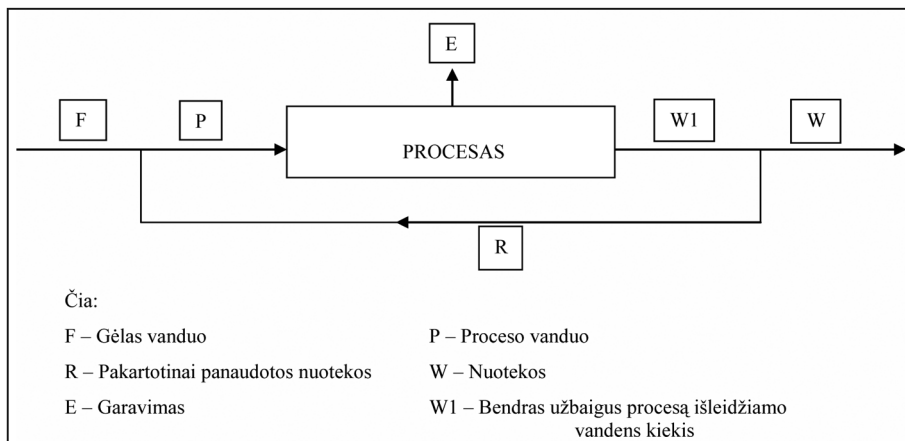 E
F
P
W1
W
PROCESAS
R
Čia:
F – Gėlas vanduo
P – Proceso vanduo
R – Pakartotinai panaudotos nuotekos
W – Nuotekos
E – Garavimas
W1 – Bendras užbaigus procesą išleidžiamo
vandens kiekis